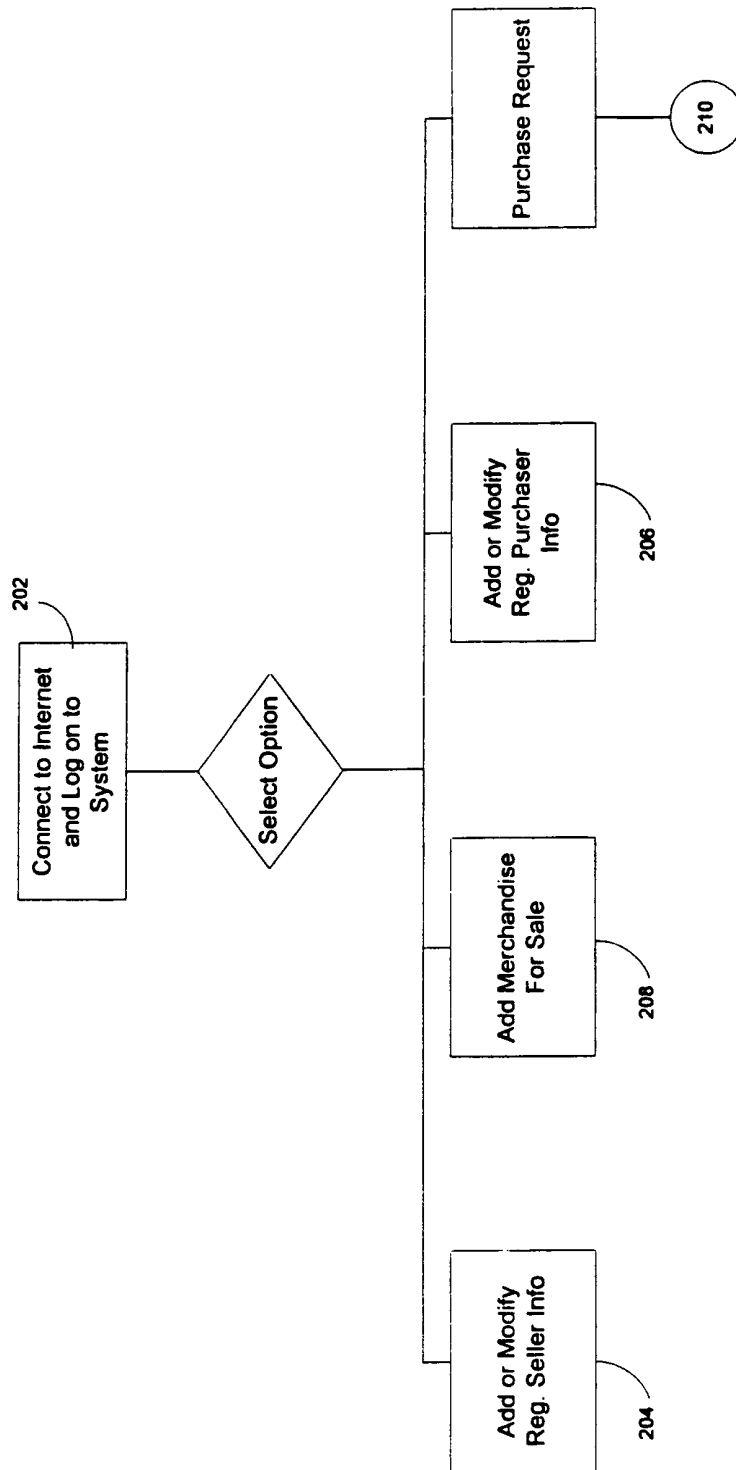 202
Connect to Internet
and Log on to
System
Select Option
Add or Modify
Reg. Seller Info
204
Add Merchandise
For Sale
208
Add or Modify
Reg. Purchaser
Info
206
Purchase Request
210